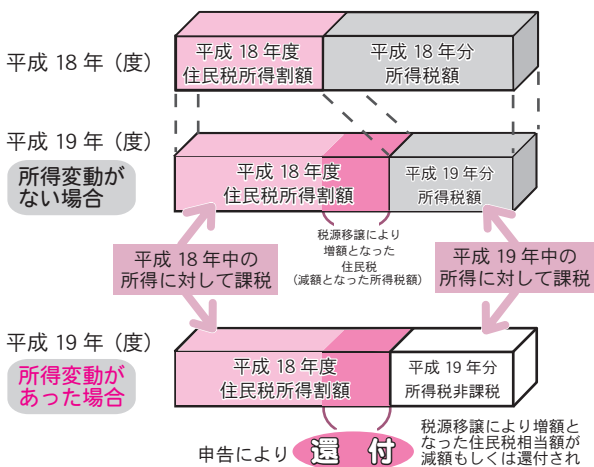 平成 18 年（度）
平成 18 年度
住民税所得割額
平成 18 年分
所得税額
平成 19 年（度）
所得変動が
ない場合
平成 18 年度
住民税所得割額
平成 19 年分
所得税額
税源移譲により
増額となった
住民税
（減額となった所得税額）
平成 18 年中の
所得に対して課税
平成 19 年中の
所得に対して課税
平成 19 年（度）
所得変動が
あった場合
平成 18 年度
住民税所得割額
平成 19 年分
所得税非課税
申告により
還付
税源移譲により増額と
なった住民税相当額が
減額もしくは還付され